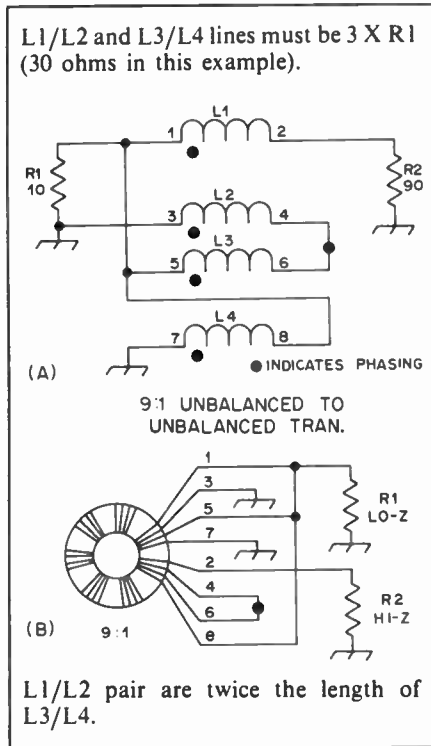 L1/L2 and L3/L4 lines must be 3 X R1
(30 ohms in this example).
L1
1
2
R1
10
R2
90
L2
3
4
L3
5
6
L4
7
8
(A)
INDICATES PHASING
9:1 UNBALANCED TO
UNBALANCED TRAN.
1
3
5
7
2
4
6
8
R1
LO-Z
R2
HI-Z
(B)
9:1
L1/L2 pair are twice the length of
L3/L4.